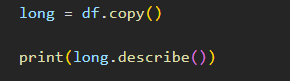 long = df.copy()
print(long.describe())